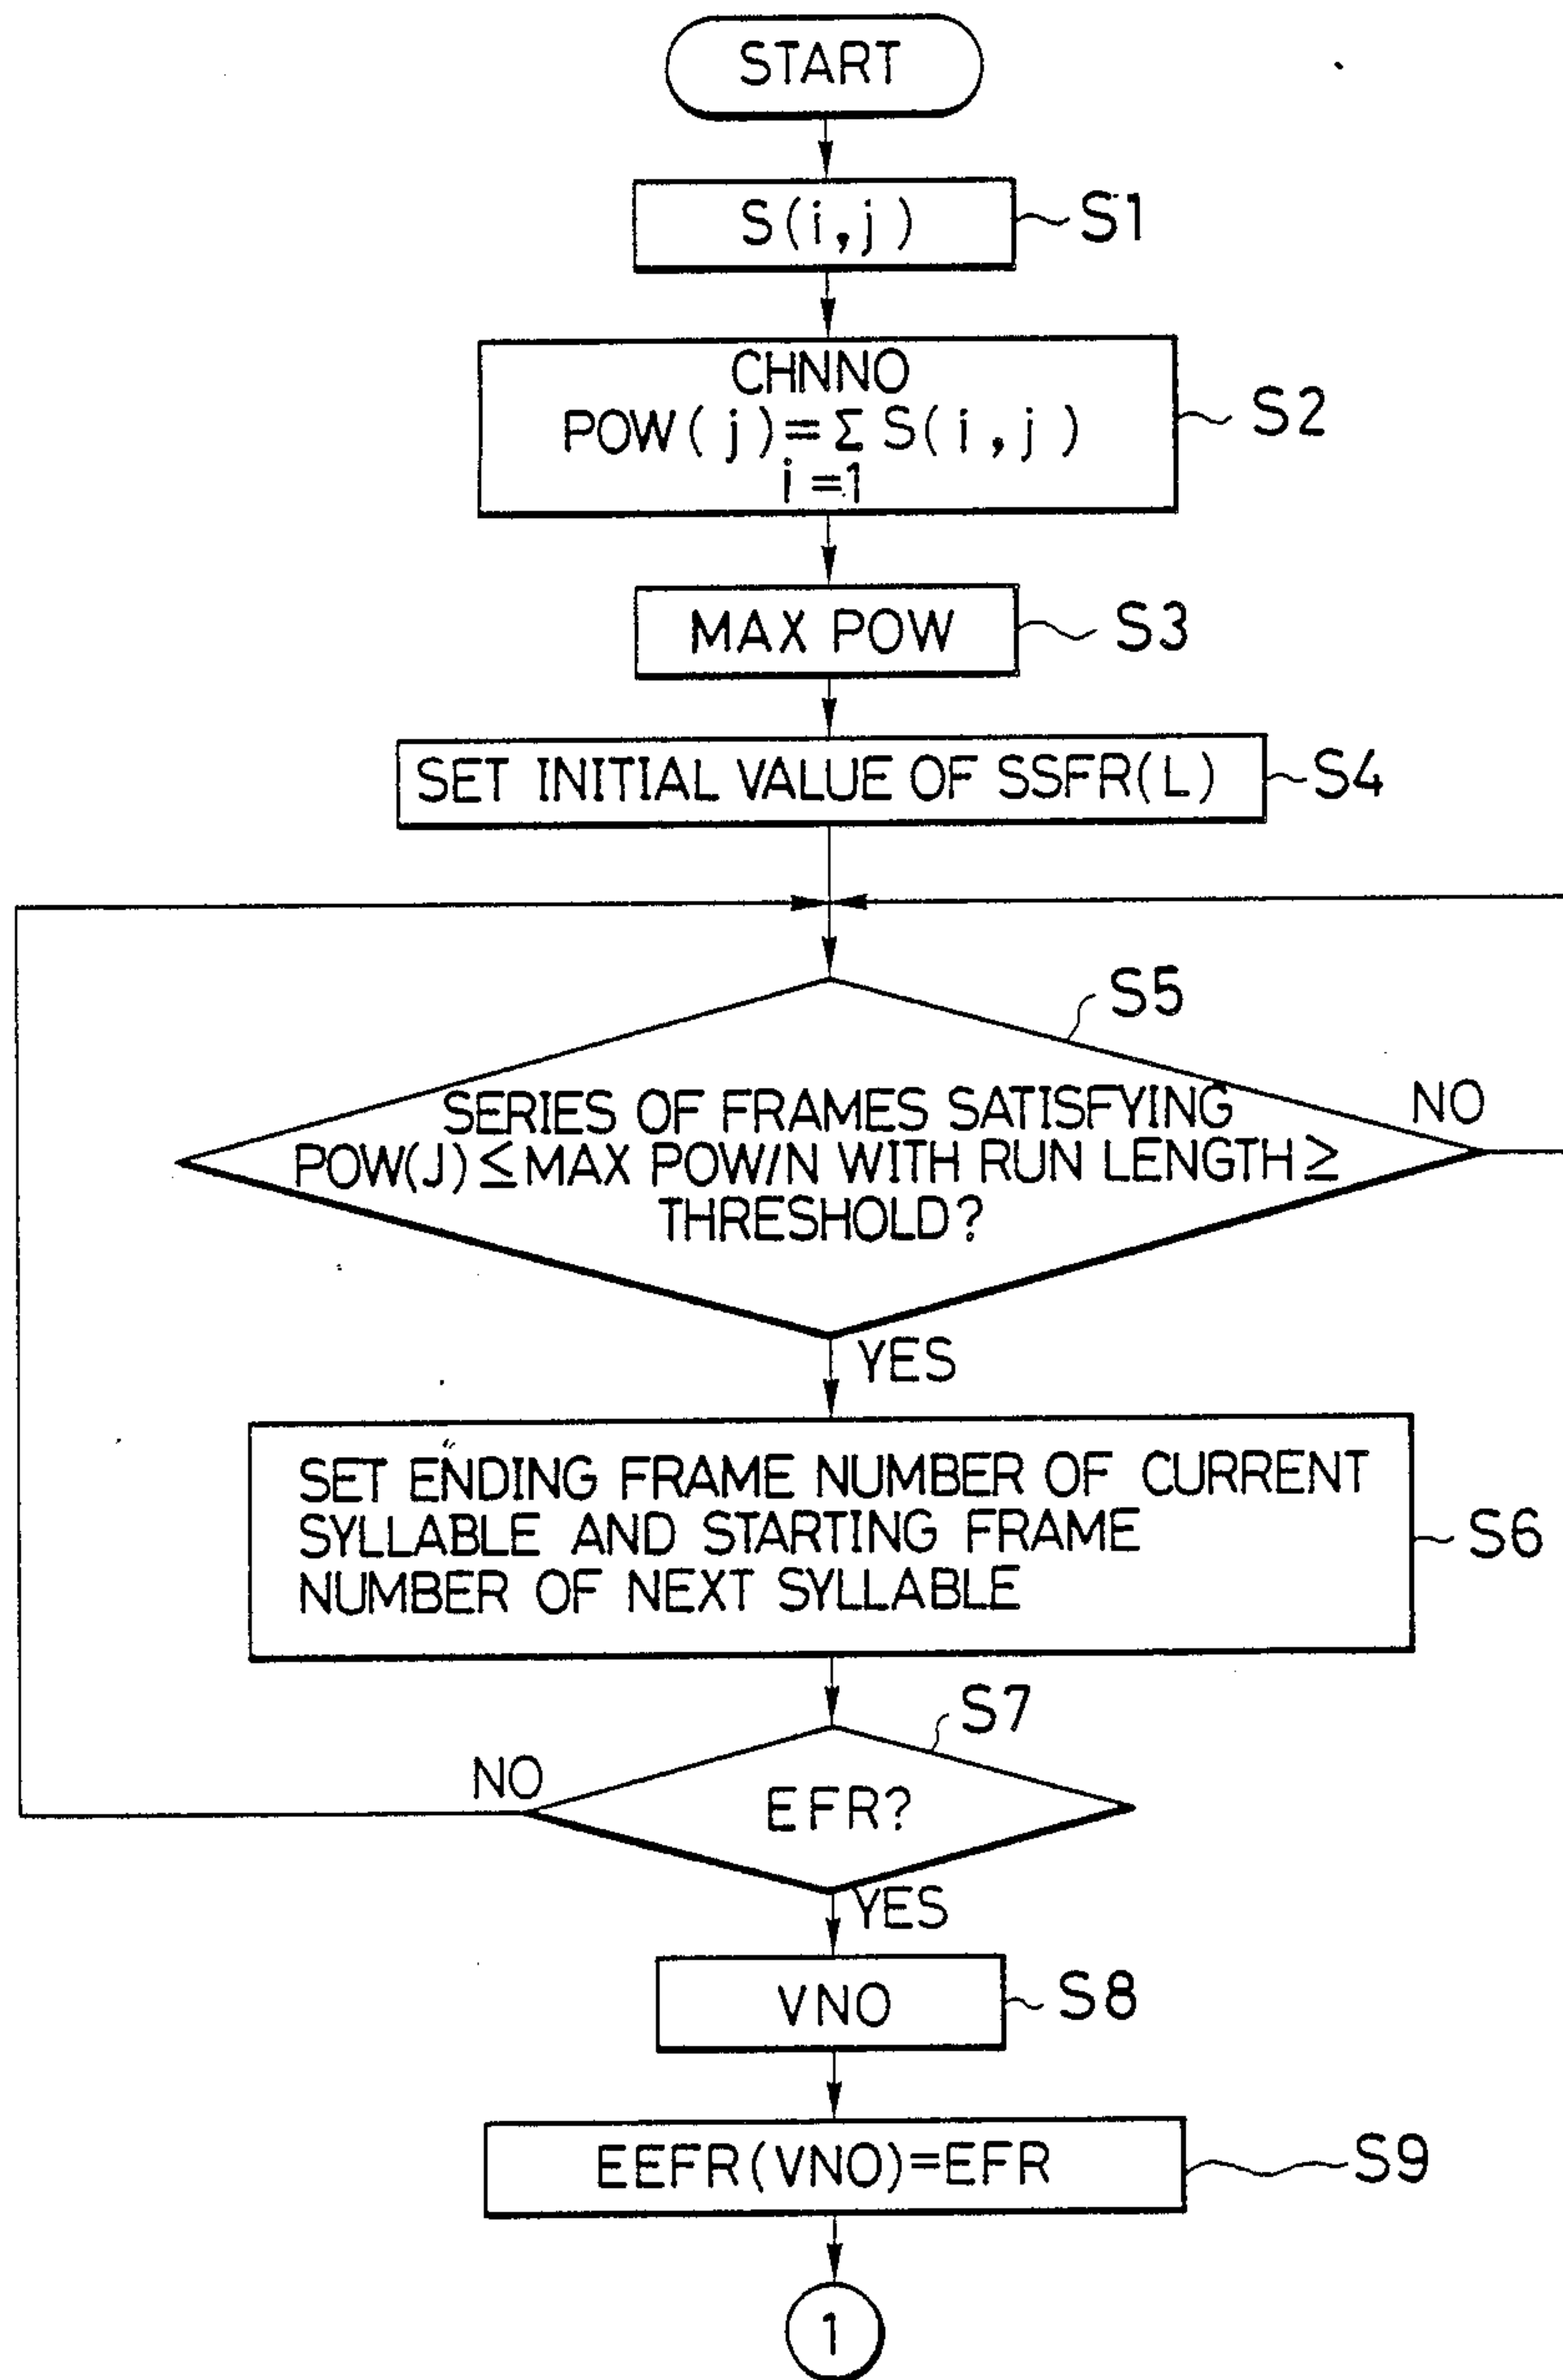 START
S(i,j)
S1
CHNNO
POW(j)=Σ S(i,j)
i=1
S2
MAX POW
S3
SET INITIAL VALUE OF SSFR(L)
S4
S5
SERIES OF FRAMES SATISFYING
POW(J)≤MAX POW/N WITH RUN LENGTH≥
THRESHOLD?
NO
YES
SET ENDING FRAME NUMBER OF CURRENT
SYLLABLE AND STARTING FRAME
NUMBER OF NEXT SYLLABLE
S6
S7
NO
EFR?
YES
VNO
S8
EEFR(VNO)=EFR
S9
1